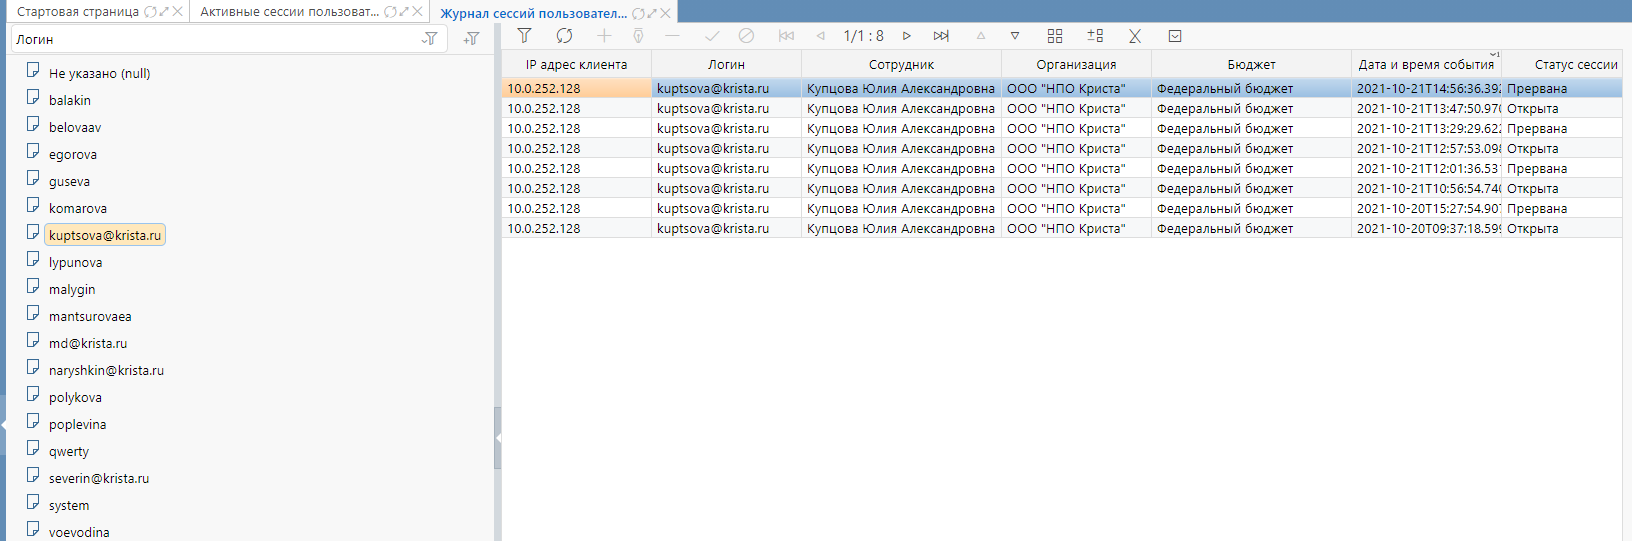 Стартовая страница Активные сессии пользоват... Журнал сессий пользовател...
Логин
1/1 : 8
Не указано (null)
balakin
belovaav
egorova
guseva
komarova
kuptsova@krista.ru
lypunova
malygin
mantsurovaea
md@krista.ru
naryshkin@krista.ru
polykova
poplevina
qwerty
severin@krista.ru
system
voevodina
IP адрес клиента Логин Сотрудник Организация Бюджет Дата и время события 1 Статус сессии
10.0.252.128 kuptsova@krista.ru Купцова Юлия Александровна ООО "НПО Криста" Федеральный бюджет 2021-10-21T14:56:36.392 Прервана
10.0.252.128 kuptsova@krista.ru Купцова Юлия Александровна ООО "НПО Криста" Федеральный бюджет 2021-10-21T13:47:50.970 Открыта
10.0.252.128 kuptsova@krista.ru Купцова Юлия Александровна ООО "НПО Криста" Федеральный бюджет 2021-10-21T13:29:29.622 Прервана
10.0.252.128 kuptsova@krista.ru Купцова Юлия Александровна ООО "НПО Криста" Федеральный бюджет 2021-10-21T12:57:53.098 Открыта
10.0.252.128 kuptsova@krista.ru Купцова Юлия Александровна ООО "НПО Криста" Федеральный бюджет 2021-10-21T12:01:36.531 Прервана
10.0.252.128 kuptsova@krista.ru Купцова Юлия Александровна ООО "НПО Криста" Федеральный бюджет 2021-10-21T10:56:54.740 Открыта
10.0.252.128 kuptsova@krista.ru Купцова Юлия Александровна ООО "НПО Криста" Федеральный бюджет 2021-10-20T15:27:54.907 Прервана
10.0.252.128 kuptsova@krista.ru Купцова Юлия Александровна ООО "НПО Криста" Федеральный бюджет 2021-10-20T09:37:18.599 Открыта